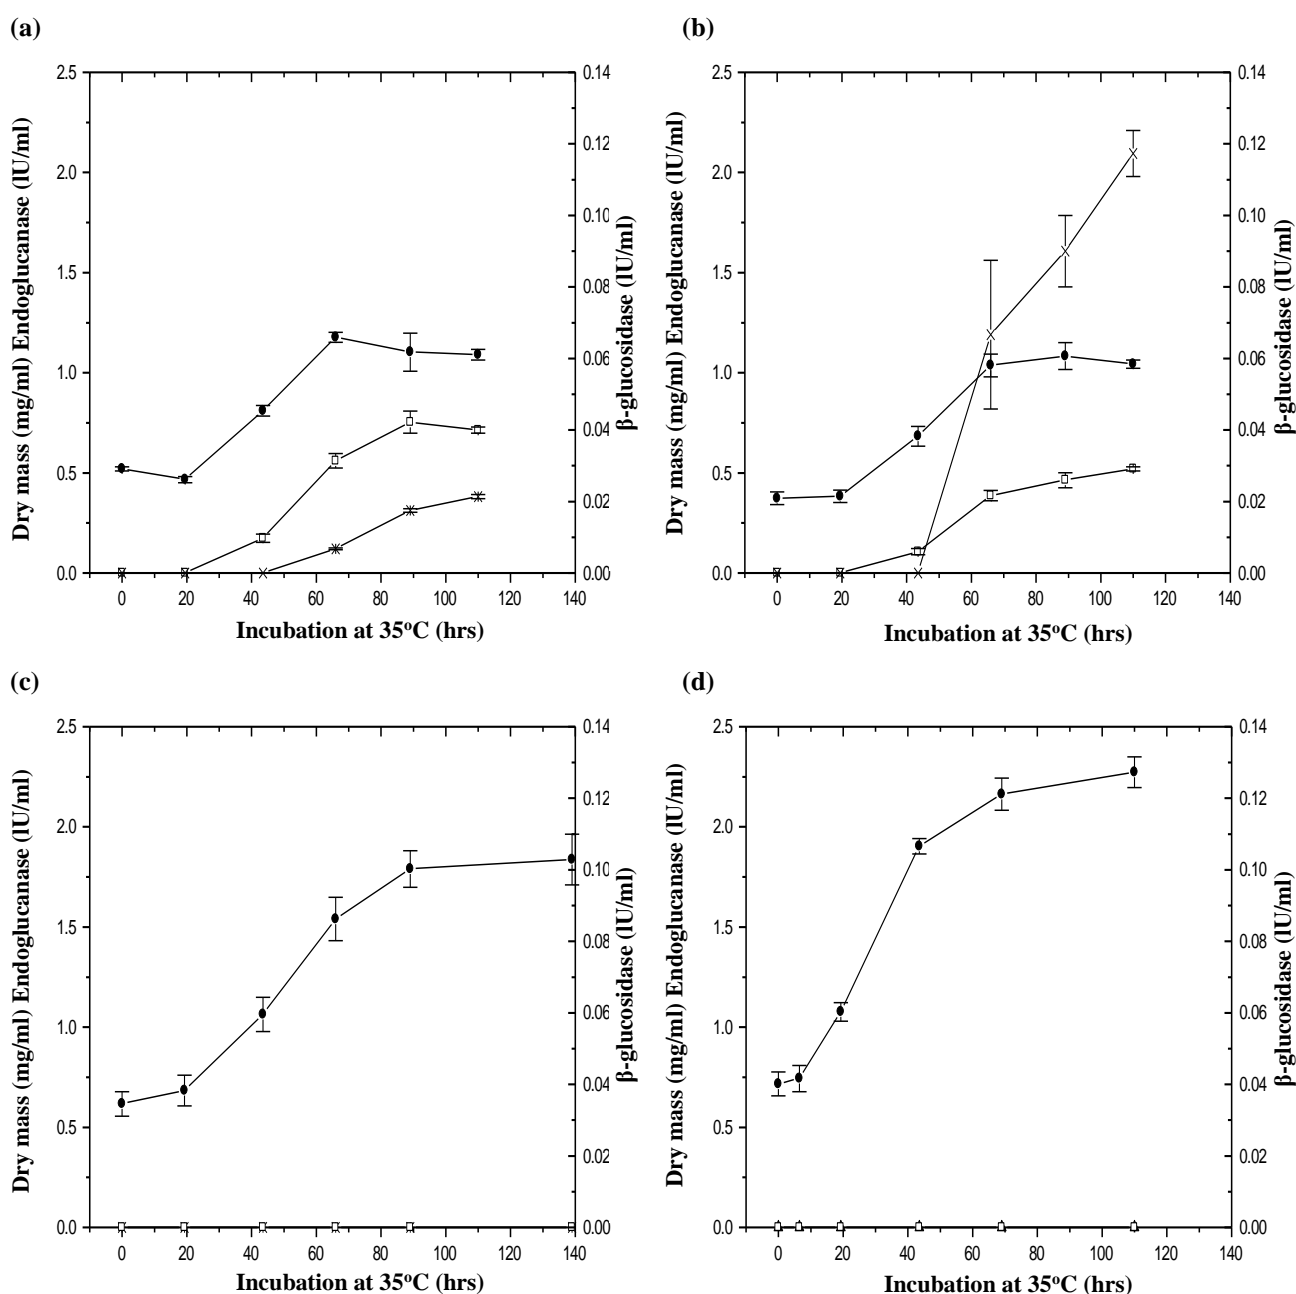 (a)
2.5
2.0
1.5
1.0
0.5
0.0
Dry mass (mg/ml) Endoglucanase (IU/ml)
0.14
0.12
0.10
0.08
0.06
0.04
0.02
0.00
β-glucosidase (IU/ml)
0 20 40 60 80 100 120 140
Incubation at 35ºC (hrs)
(b)
2.5
2.0
1.5
1.0
0.5
0.0
Dry mass (mg/ml) Endoglucanase (IU/ml)
0.14
0.12
0.10
0.08
0.06
0.04
0.02
0.00
β-glucosidase (IU/ml)
0 20 40 60 80 100 120 140
Incubation at 35ºC (hrs)
(c)
2.5
2.0
1.5
1.0
0.5
0.0
Dry mass (mg/ml) Endoglucanase (IU/ml)
0.14
0.12
0.10
0.08
0.06
0.04
0.02
0.00
β-glucosidase (IU/ml)
0 20 40 60 80 100 120 140
Incubation at 35ºC (hrs)
(d)
2.5
2.0
1.5
1.0
0.5
0.0
Dry mass (mg/ml) Endoglucanase (IU/ml)
0.14
0.12
0.10
0.08
0.06
0.04
0.02
0.00
β-glucosidase (IU/ml)
0 20 40 60 80 100 120 140
Incubation at 35ºC (hrs)